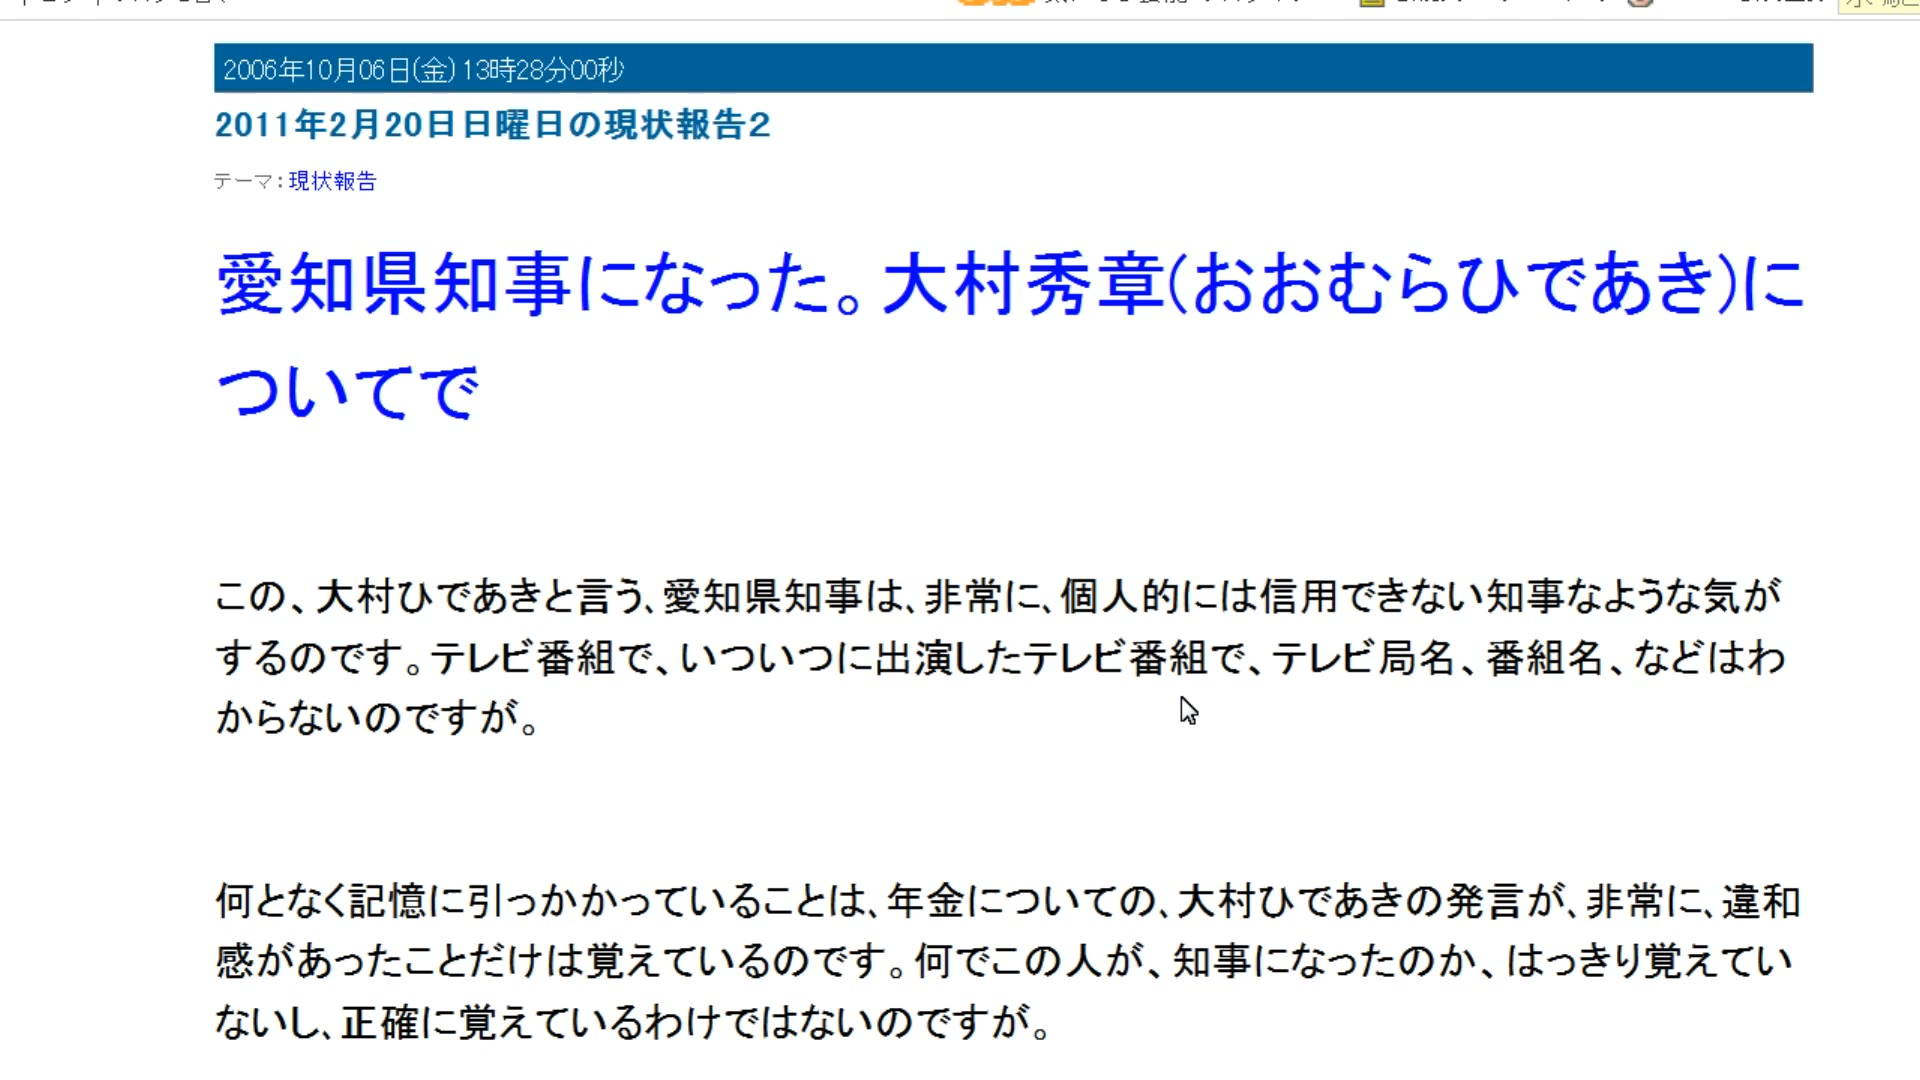 2006年10月06日(金) 13時28分00秒
2011年2月20日日曜日の現状報告２
テーマ：現状報告
愛知県知事になった。大村秀章(おおむらひであき)に
ついてで
この、大村ひであきと言う、愛知県知事は、非常に、個人的には信用できない知事なような気が
するのです。テレビ番組で、いついつに出演したテレビ番組で、テレビ局名、番組名、などはわ
からないのですが。
何となく記憶に引っかかっていることは、年金についての、大村ひであきの発言が、非常に、違和
感があったことだけは覚えているのです。何でこの人が、知事になったのか、はっきり覚えてい
ないし、正確に覚えているわけではないのですが。